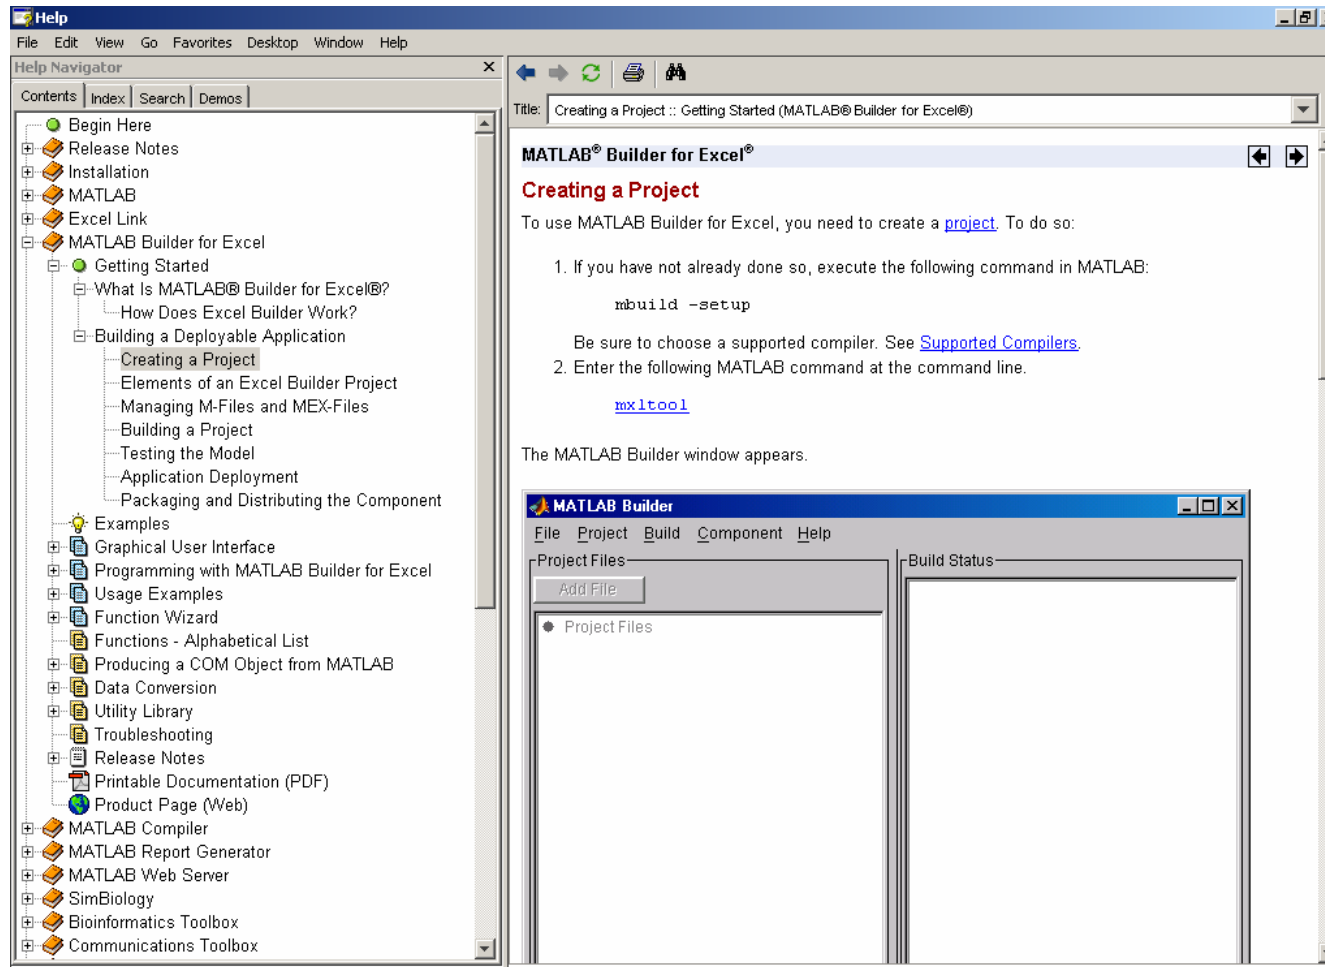 Help
File Edit View Go Favorites Desktop Window Help
Help Navigator
Contents Index Search Demos
Begin Here
Release Notes
Installation
MATLAB
Excel Link
MATLAB Builder for Excel
Getting Started
What Is MATLAB® Builder for Excel®?
How Does Excel Builder Work?
Building a Deployable Application
Creating a Project
Elements of an Excel Builder Project
Managing M-Files and MEX-Files
Building a Project
Testing the Model
Application Deployment
Packaging and Distributing the Component
Examples
Graphical User Interface
Programming with MATLAB Builder for Excel
Usage Examples
Function Wizard
Functions - Alphabetical List
Producing a COM Object from MATLAB
Data Conversion
Utility Library
Troubleshooting
Release Notes
Printable Documentation (PDF)
Product Page (Web)
MATLAB Compiler
MATLAB Report Generator
MATLAB Web Server
SimBiology
Bioinformatics Toolbox
Communications Toolbox
Title: Creating a Project :: Getting Started (MATLAB® Builder for Excel®)
MATLAB® Builder for Excel®
Creating a Project
To use MATLAB Builder for Excel, you need to create a project. To do so:
1. If you have not already done so, execute the following command in MATLAB:
mbuild -setup
Be sure to choose a supported compiler. See Supported Compilers.
2. Enter the following MATLAB command at the command line.
mxltool
The MATLAB Builder window appears.
MATLAB Builder
File Project Build Component Help
Project Files
Build Status
Add File
Project Files